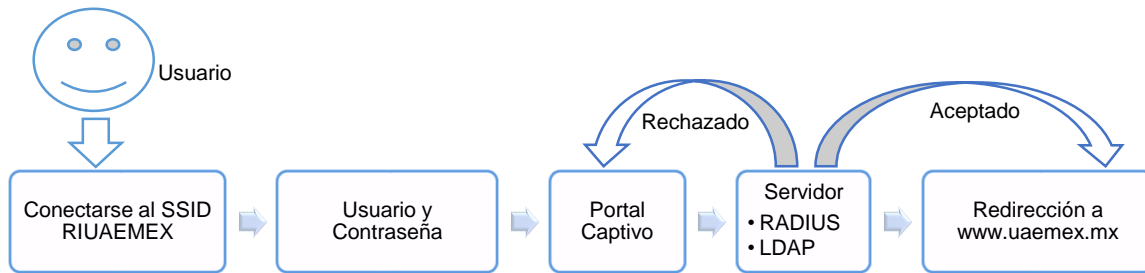 Usuario
Rechazado
Aceptado
Conectarse al SSID
RIUAEMEX
Usuario y
Contraseña
Portal
Captivo
Servidor
• RADIUS
• LDAP
Redirección a
www.uaemex.mx